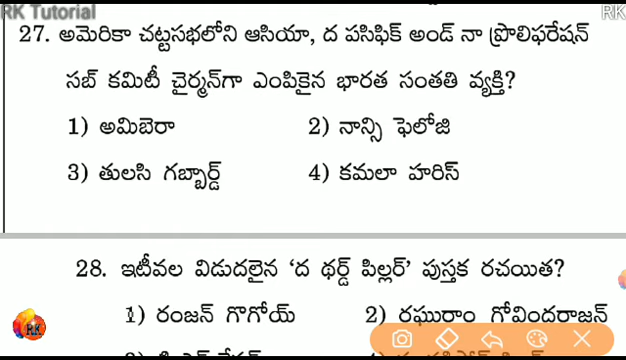 RK Tutorial
RK
27. అమెరికా చట్టసభలోని ఆసియా, ద పసిఫిక్ అండ్ నా ప్రొలిఫరేషన్
సబ్ కమిటీ చైర్మన్‌గా ఎంపికైన భారత సంతతి వ్యక్తి?
1) అమిబెరా 2) నాన్సి ఫెలోజి
3) తులసి గబ్బార్డ్ 4) కమలా హరిస్
28. ఇటీవల విడుదలైన 'ద థర్డ్ పిల్లర్' పుస్తక రచయిత?
1) రంజన్ గొగోయ్ 2) రఘురాం గోవిందరాజన్
RK